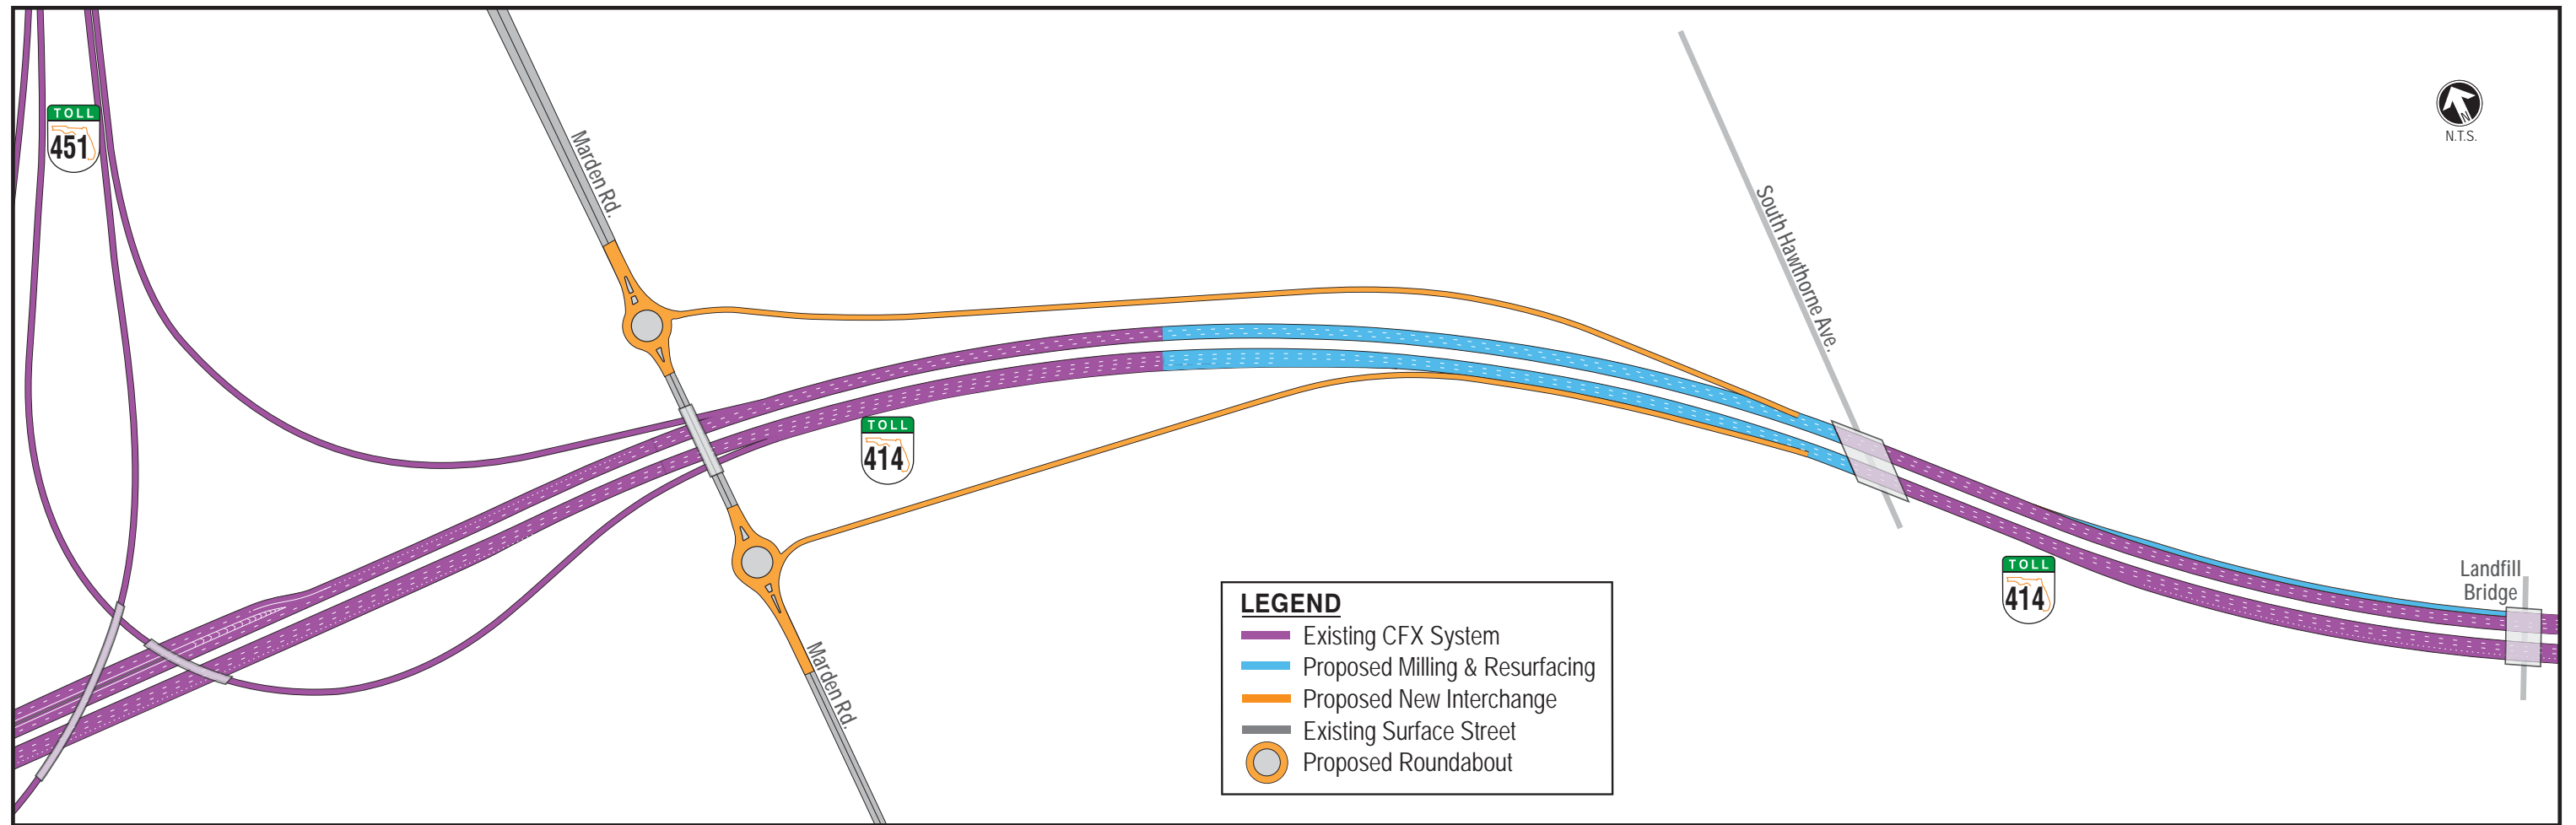 TOLL
451
Marden Rd.
South Hawthorne Ave.
N
N.T.S.
TOLL
414
TOLL
414
Landfill
Bridge
Marden Rd.
LEGEND
Existing CFX System
Proposed Milling & Resurfacing
Proposed New Interchange
Existing Surface Street
Proposed Roundabout